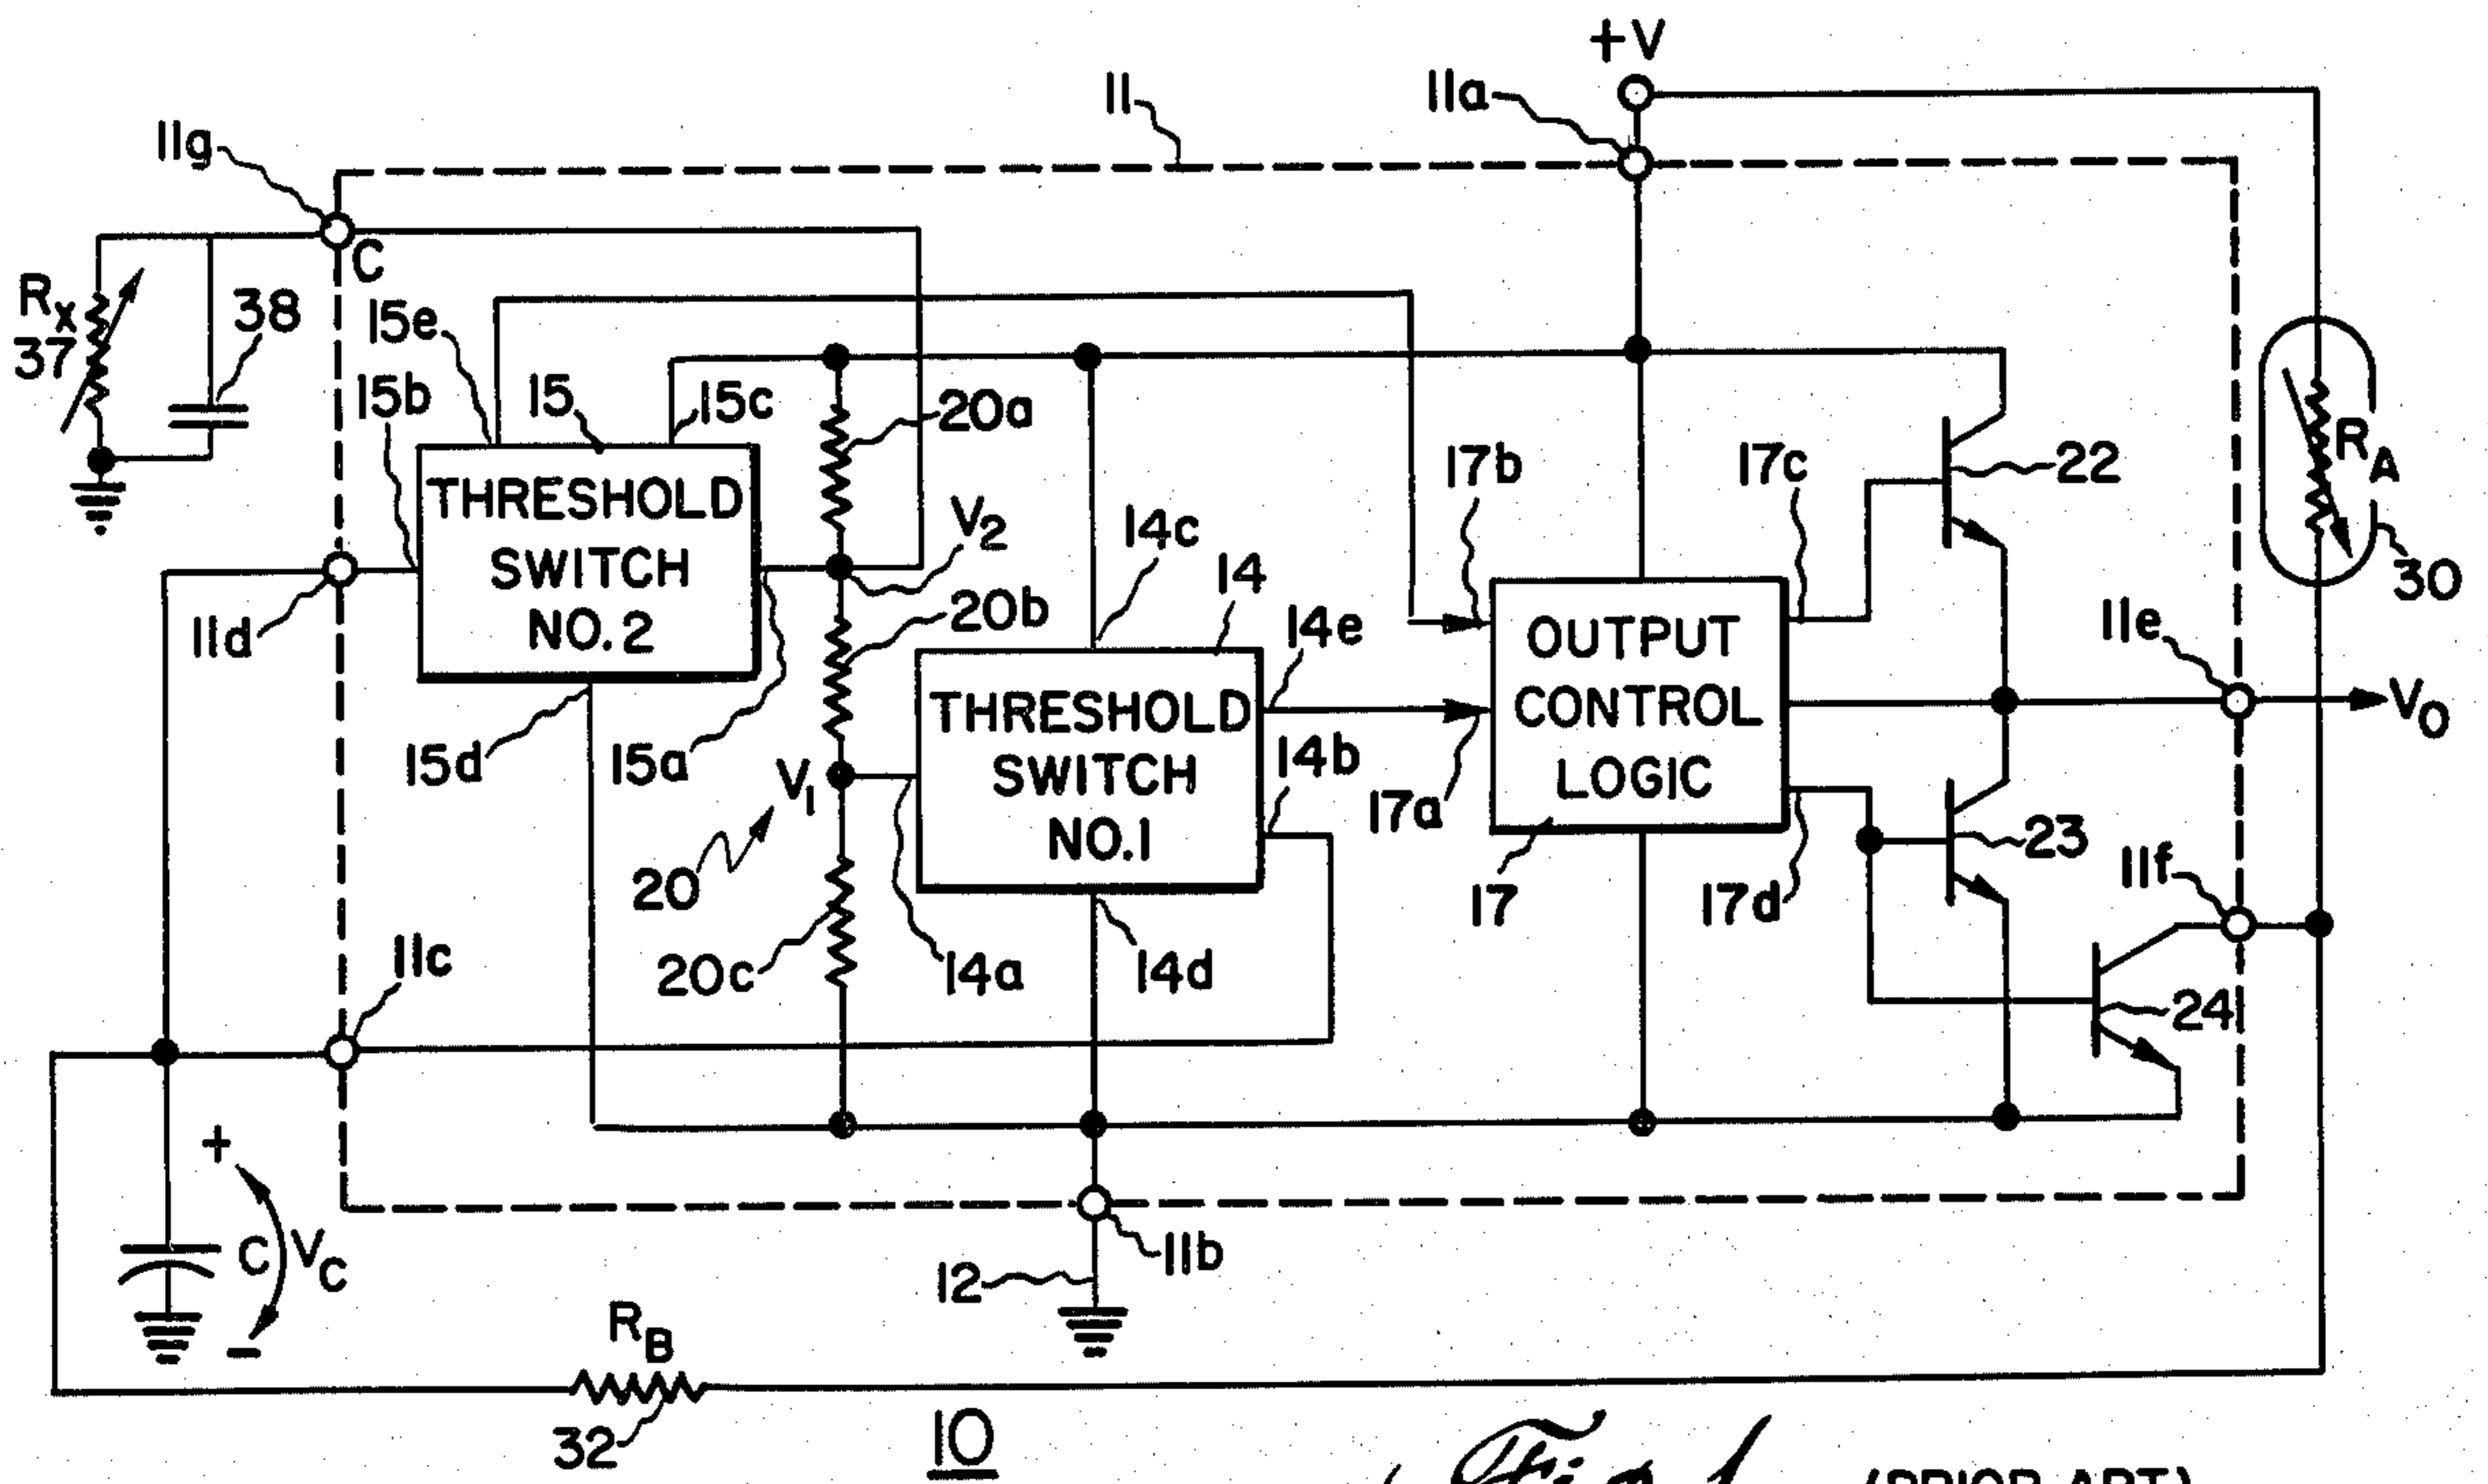 +V
11
11a
11g
C
Rx
37
38
15e
15b
15
15c
20a
THRESHOLD
SWITCH
NO.2
V2
20b
14c
14
14e
17b
17c
22
RA
30
11d
15d
15a
V1
20
20c
THRESHOLD
SWITCH
NO.1
14b
14a
14d
17a
OUTPUT
CONTROL
LOGIC
17
17d
23
11e
VO
11f
24
11c
+
C
VC
−
12
11b
RB
32
10
Fig. 1 (PRIOR ART)